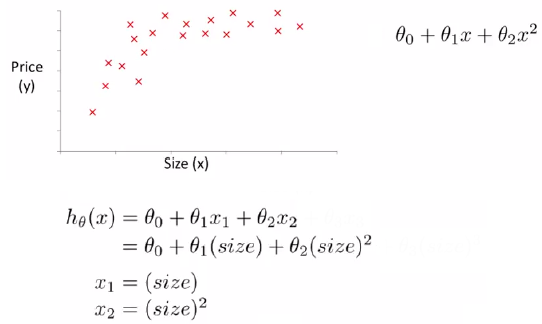 Price
(y)
Size (x)
θ₀ + θ₁x + θ₂x²
h_θ(x) = θ₀ + θ₁x₁ + θ₂x₂
= θ₀ + θ₁(size) + θ₂(size)²
x₁ = (size)
x₂ = (size)²